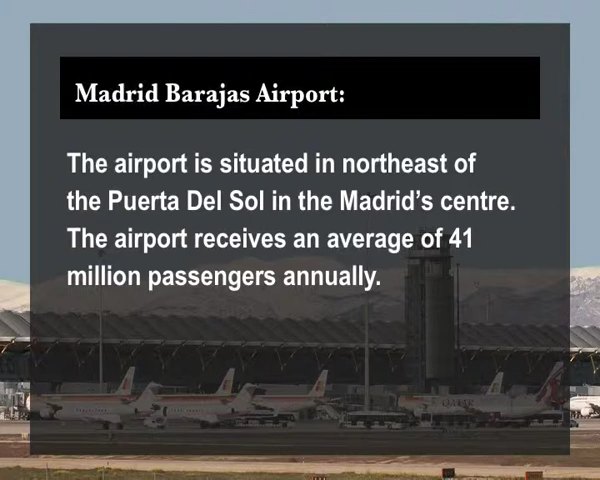 Madrid Barajas Airport:
The airport is situated in northeast of
the Puerta Del Sol in the Madrid's centre.
The airport receives an average of 41
million passengers annually.
QATAR